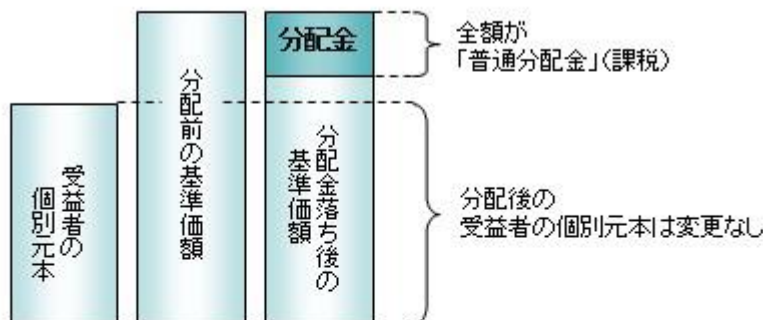 分配金
全額が
「普通分配金」（課税）
受益者の
個別元本
分配前の基準価額
分配金落ち後の
基準価額
分配後の
受益者の個別元本は変更なし